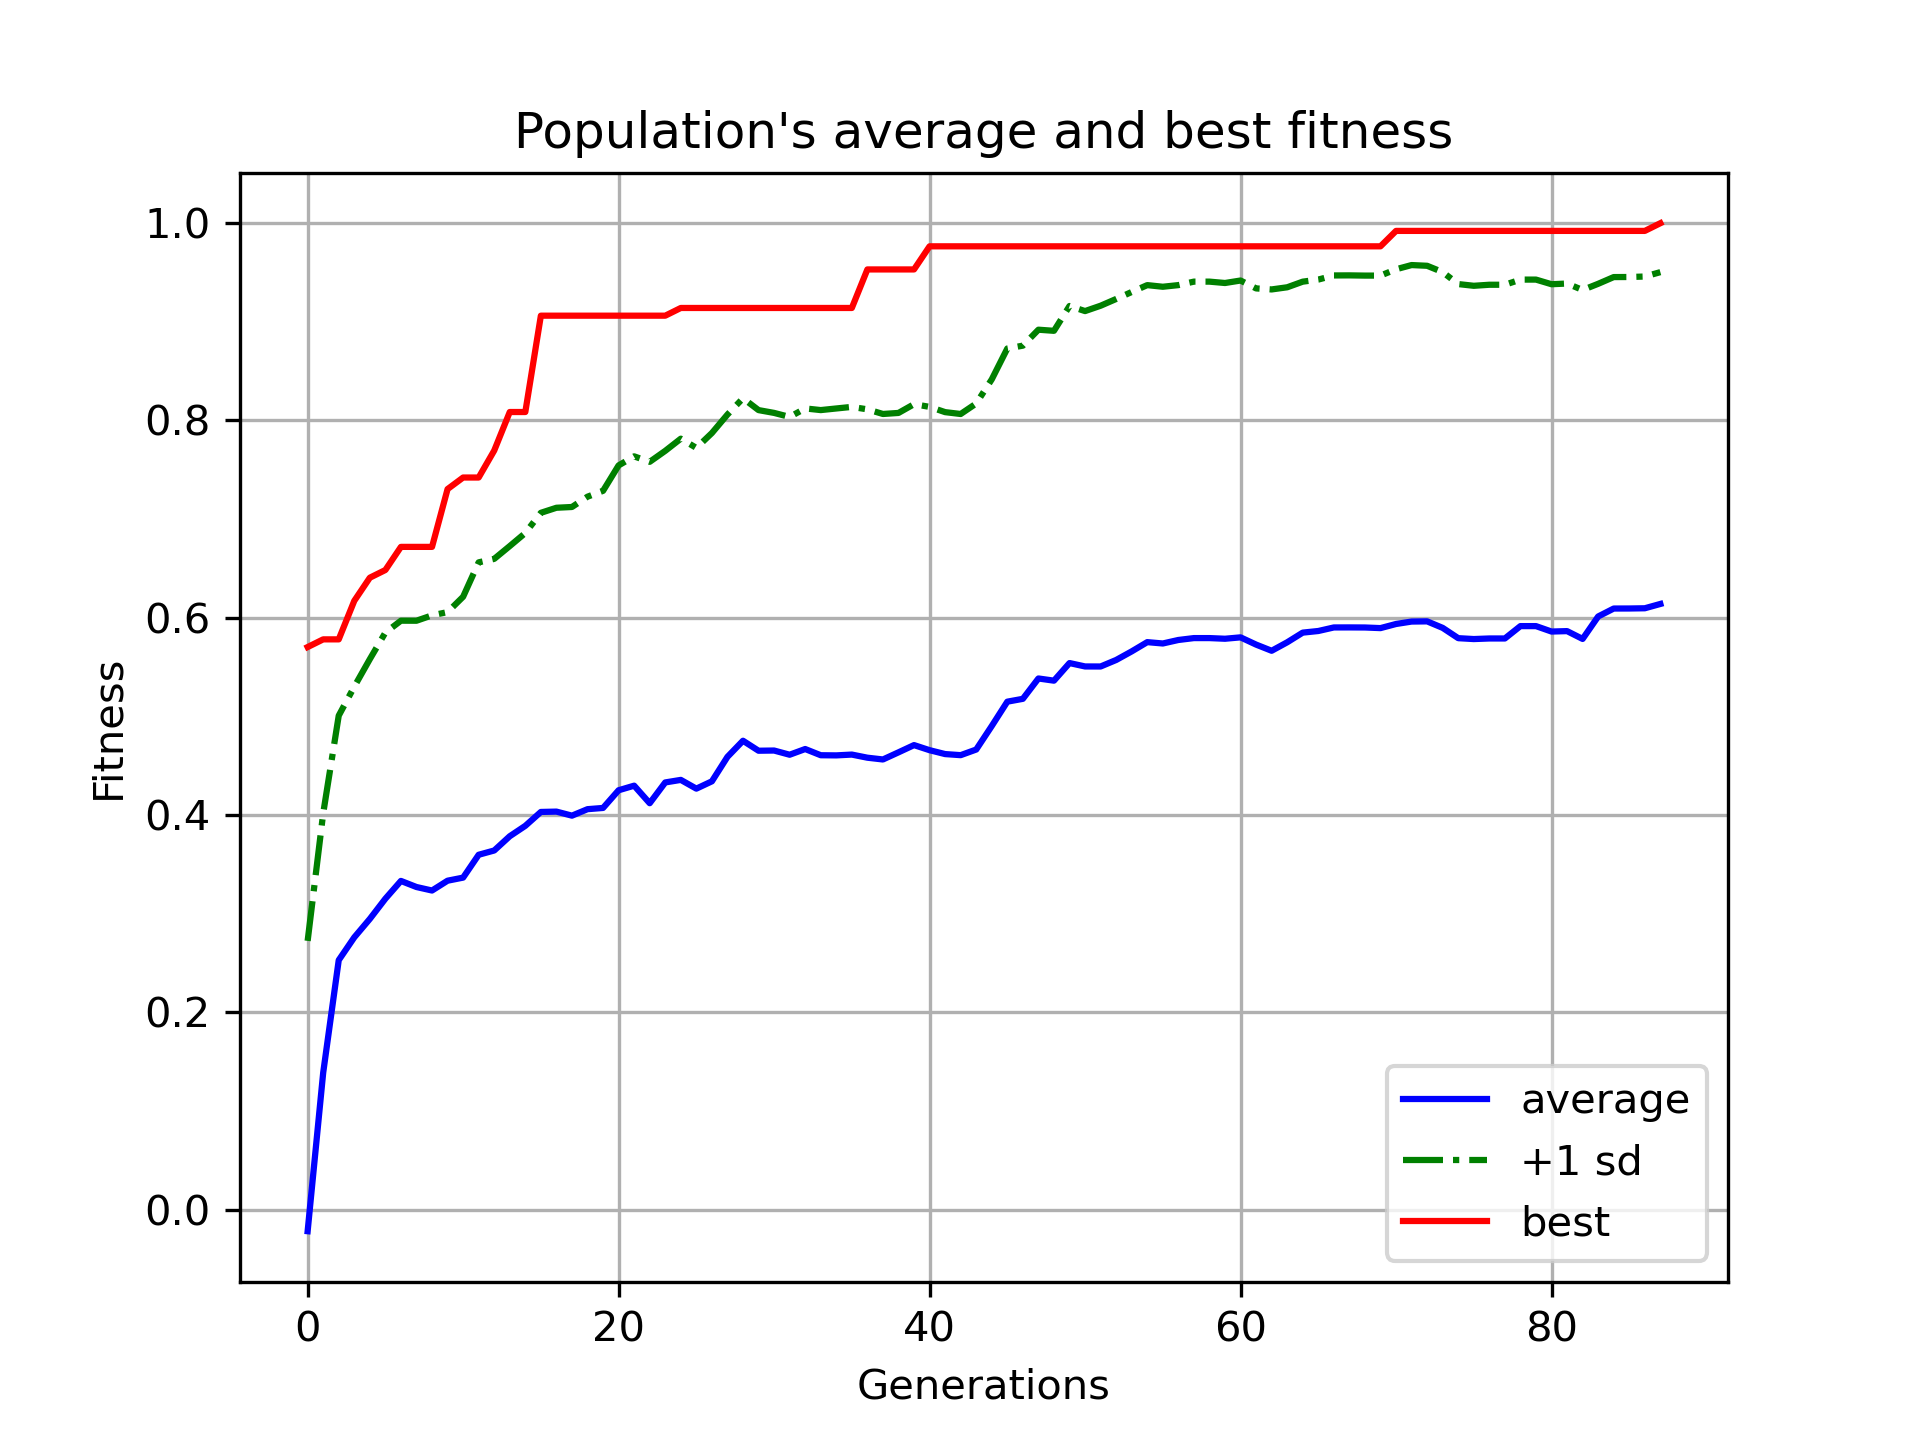 Population's average and best fitness
1.0
0.8
0.6
0.4
0.2
0.0
Fitness
0 20 40 60 80
Generations
average
+1 sd
best